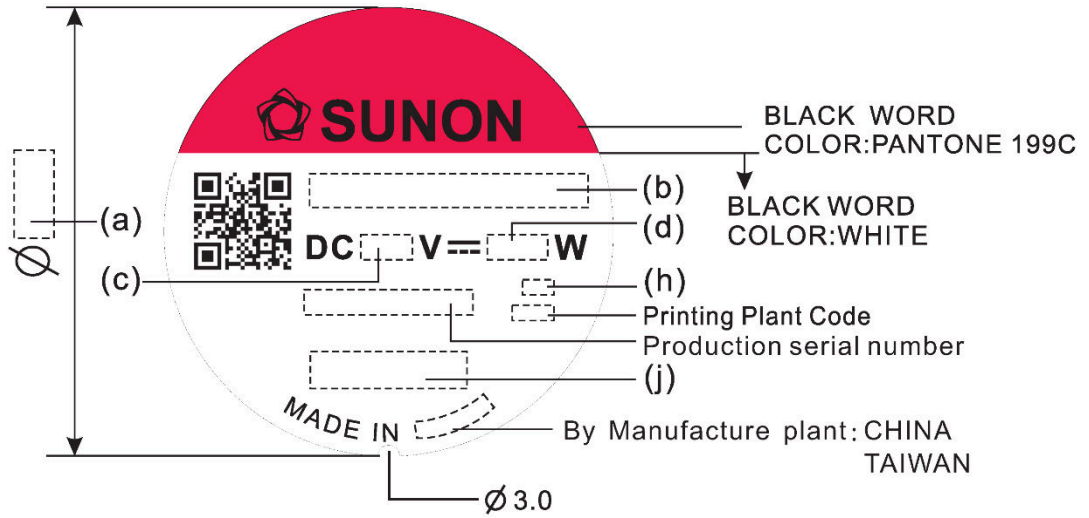 SUNON
BLACK WORD
COLOR:PANTONE 199C
(a)
(b)
BLACK WORD
COLOR:WHITE
(d)
DC V W
(c)
(h)
Printing Plant Code
Production serial number
(j)
MADE IN
By Manufacture plant: CHINA
TAIWAN
Ø
Ø 3.0